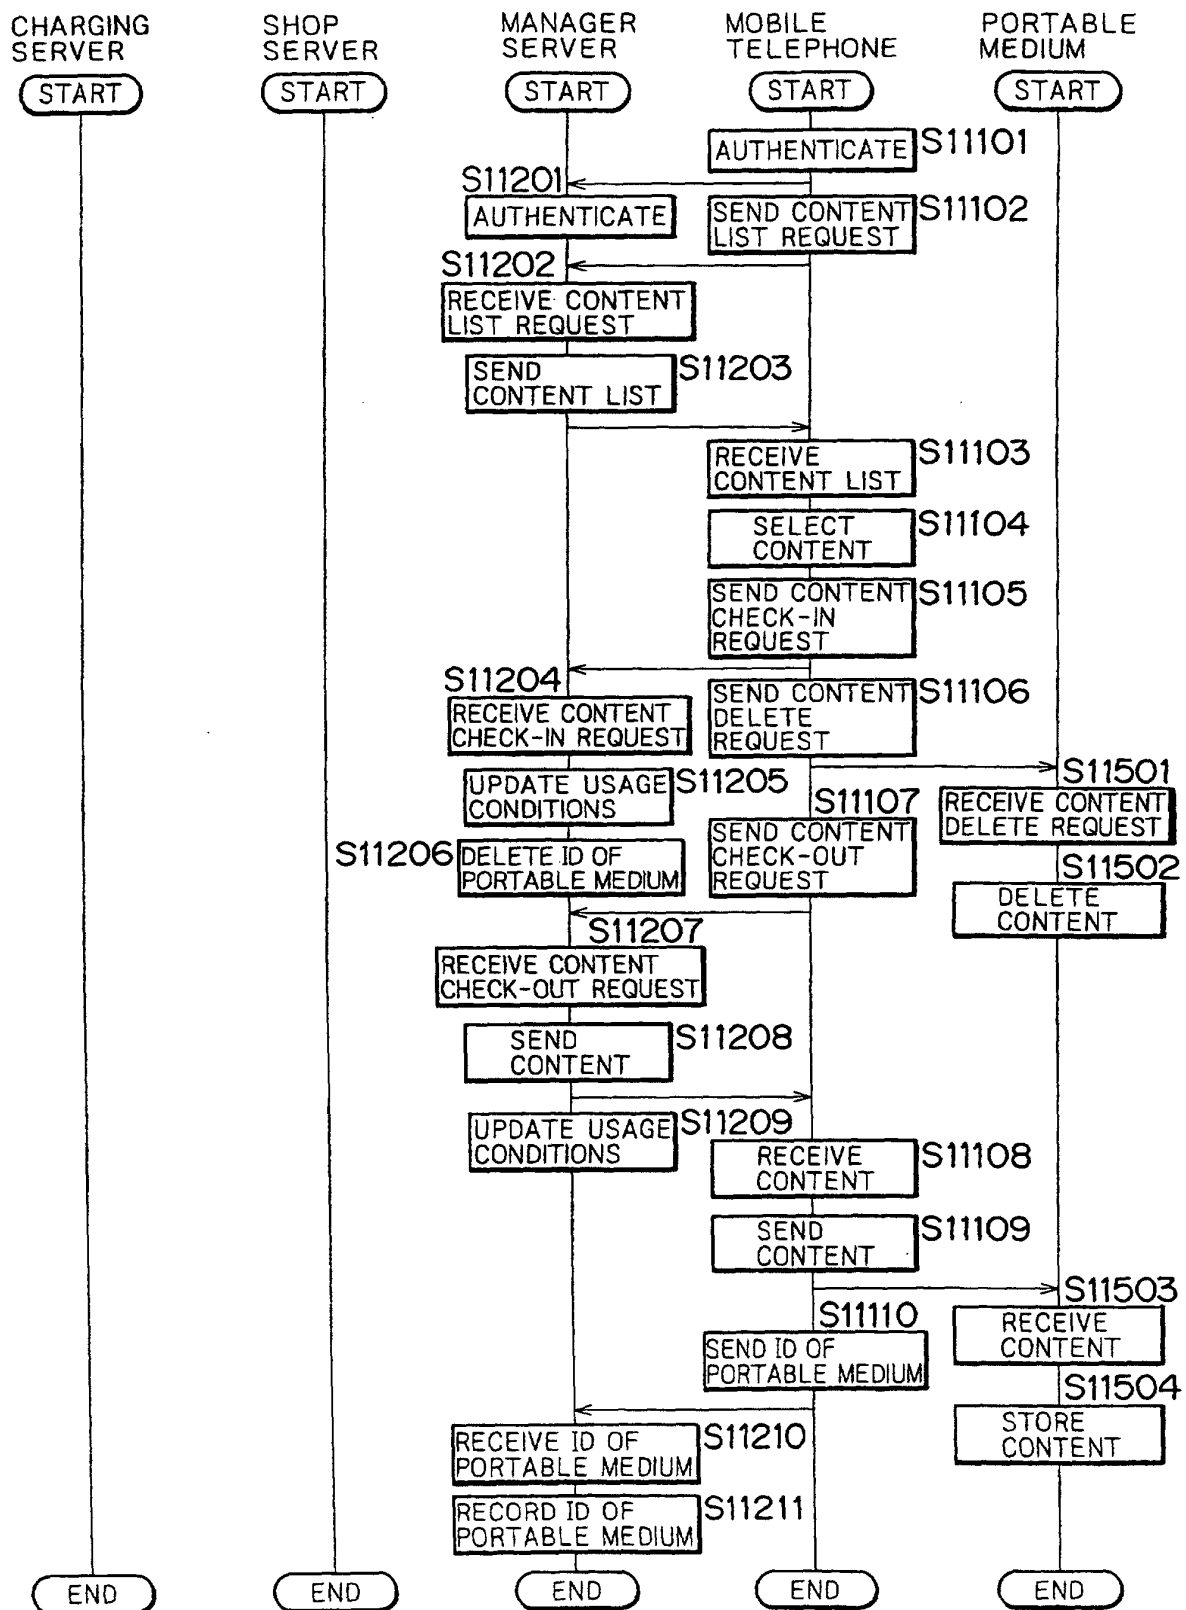 CHARGING
SERVER
SHOP
SERVER
MANAGER
SERVER
MOBILE
TELEPHONE
PORTABLE
MEDIUM
START
START
START
START
START
AUTHENTICATE
S11101
S11201
AUTHENTICATE
SEND CONTENT
LIST REQUEST
S11102
S11202
RECEIVE CONTENT
LIST REQUEST
SEND
CONTENT LIST
S11203
RECEIVE
CONTENT LIST
S11103
SELECT
CONTENT
S11104
SEND CONTENT
CHECK-IN
REQUEST
S11105
S11204
RECEIVE CONTENT
CHECK-IN REQUEST
SEND CONTENT
DELETE
REQUEST
S11106
UPDATE USAGE
CONDITIONS
S11205
S11501
RECEIVE CONTENT
DELETE REQUEST
S11107
SEND CONTENT
CHECK-OUT
REQUEST
S11206
DELETE ID OF
PORTABLE MEDIUM
S11502
DELETE
CONTENT
S11207
RECEIVE CONTENT
CHECK-OUT REQUEST
SEND
CONTENT
S11208
UPDATE USAGE
CONDITIONS
S11209
RECEIVE
CONTENT
S11108
SEND
CONTENT
S11109
S11503
RECEIVE
CONTENT
S11110
SEND ID OF
PORTABLE MEDIUM
S11504
STORE
CONTENT
RECEIVE ID OF
PORTABLE MEDIUM
S11210
RECORD ID OF
PORTABLE MEDIUM
S11211
END
END
END
END
END